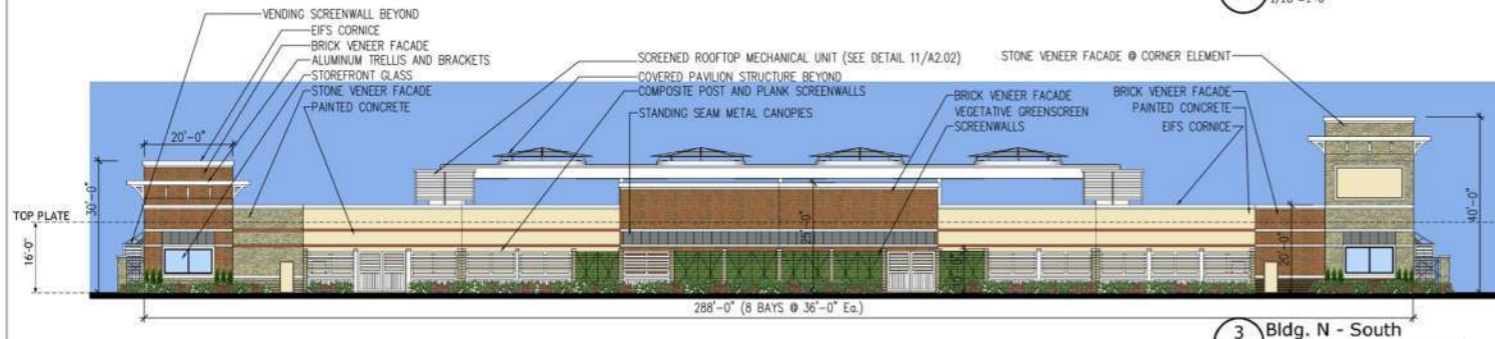 1/16"=1'-0"
VENDING SCREENWALL BEYOND
EIFS CORNICE
BRICK VENEER FACADE
ALUMINUM TRELLIS AND BRACKETS
STOREFRONT GLASS
STONE VENEER FACADE
PAINTED CONCRETE
SCREENED ROOFTOP MECHANICAL UNIT (SEE DETAIL 11/A2.02)
COVERED PAVILION STRUCTURE BEYOND
COMPOSITE POST AND PLANK SCREENWALLS
STANDING SEAM METAL CANOPIES
BRICK VENEER FACADE
VEGETATIVE GREENSCREEN
SCREENWALLS
STONE VENEER FACADE @ CORNER ELEMENT
BRICK VENEER FACADE
PAINTED CONCRETE
EIFS CORNICE
20'-0"
30'-0"
TOP PLATE
16'-0"
25'-0"
20'-0"
40'-0"
288'-0" (8 BAYS @ 36'-0" Ea.)
3 Bldg. N - South